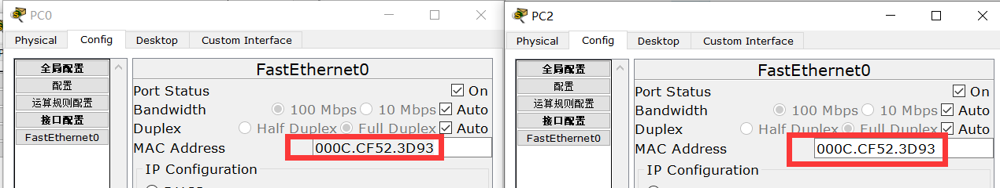 PC0
Physical Config Desktop Custom Interface
全局配置
配置
运算规则配置
接口配置
FastEthernet0
FastEthernet0
Port Status On
Bandwidth 100 Mbps 10 Mbps Auto
Duplex Half Duplex Full Duplex Auto
MAC Address 000C.CF52.3D93
IP Configuration
PC2
Physical Config Desktop Custom Interface
全局配置
配置
运算规则配置
接口配置
FastEthernet0
FastEthernet0
Port Status On
Bandwidth 100 Mbps 10 Mbps Auto
Duplex Half Duplex Full Duplex Auto
MAC Address 000C.CF52.3D93
IP Configuration